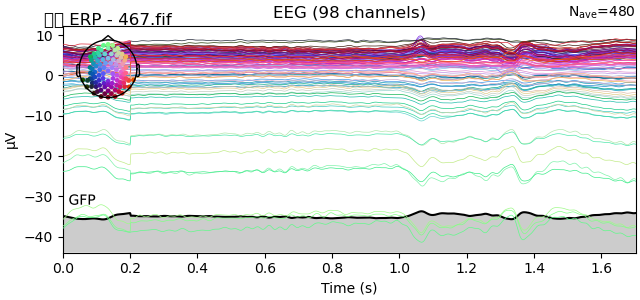 ERP - 467.fif
EEG (98 channels)
Nave=480
10
0
−10
−20
−30
−40
µV
GFP
0.0 0.2 0.4 0.6 0.8 1.0 1.2 1.4 1.6
Time (s)